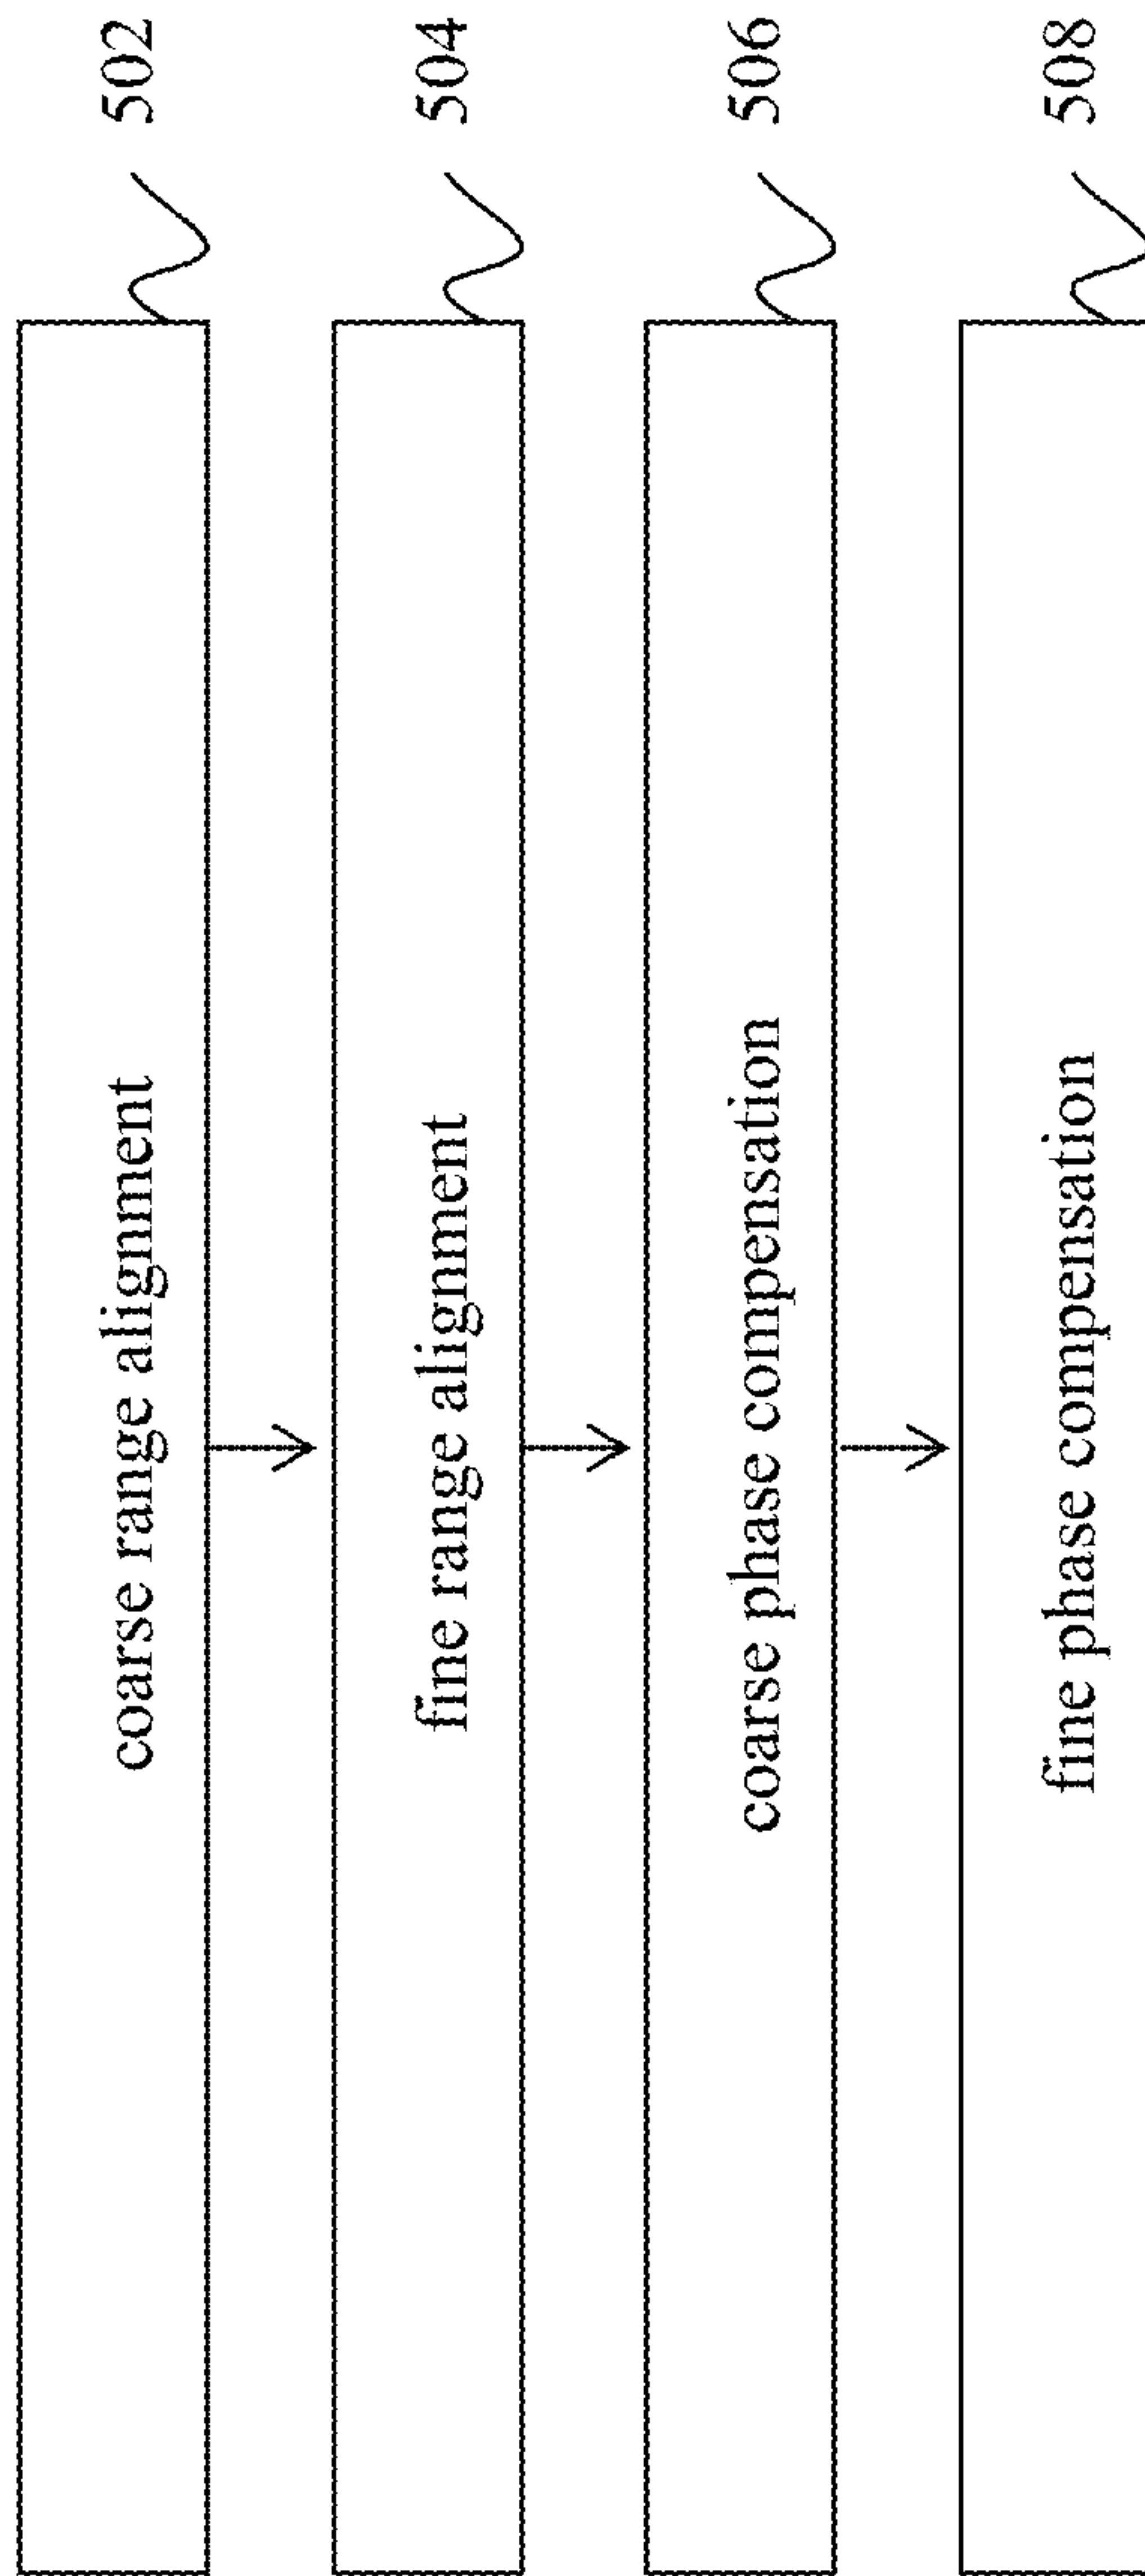 coarse range alignment
502
fine range alignment
504
coarse phase compensation
506
fine phase compensation
508